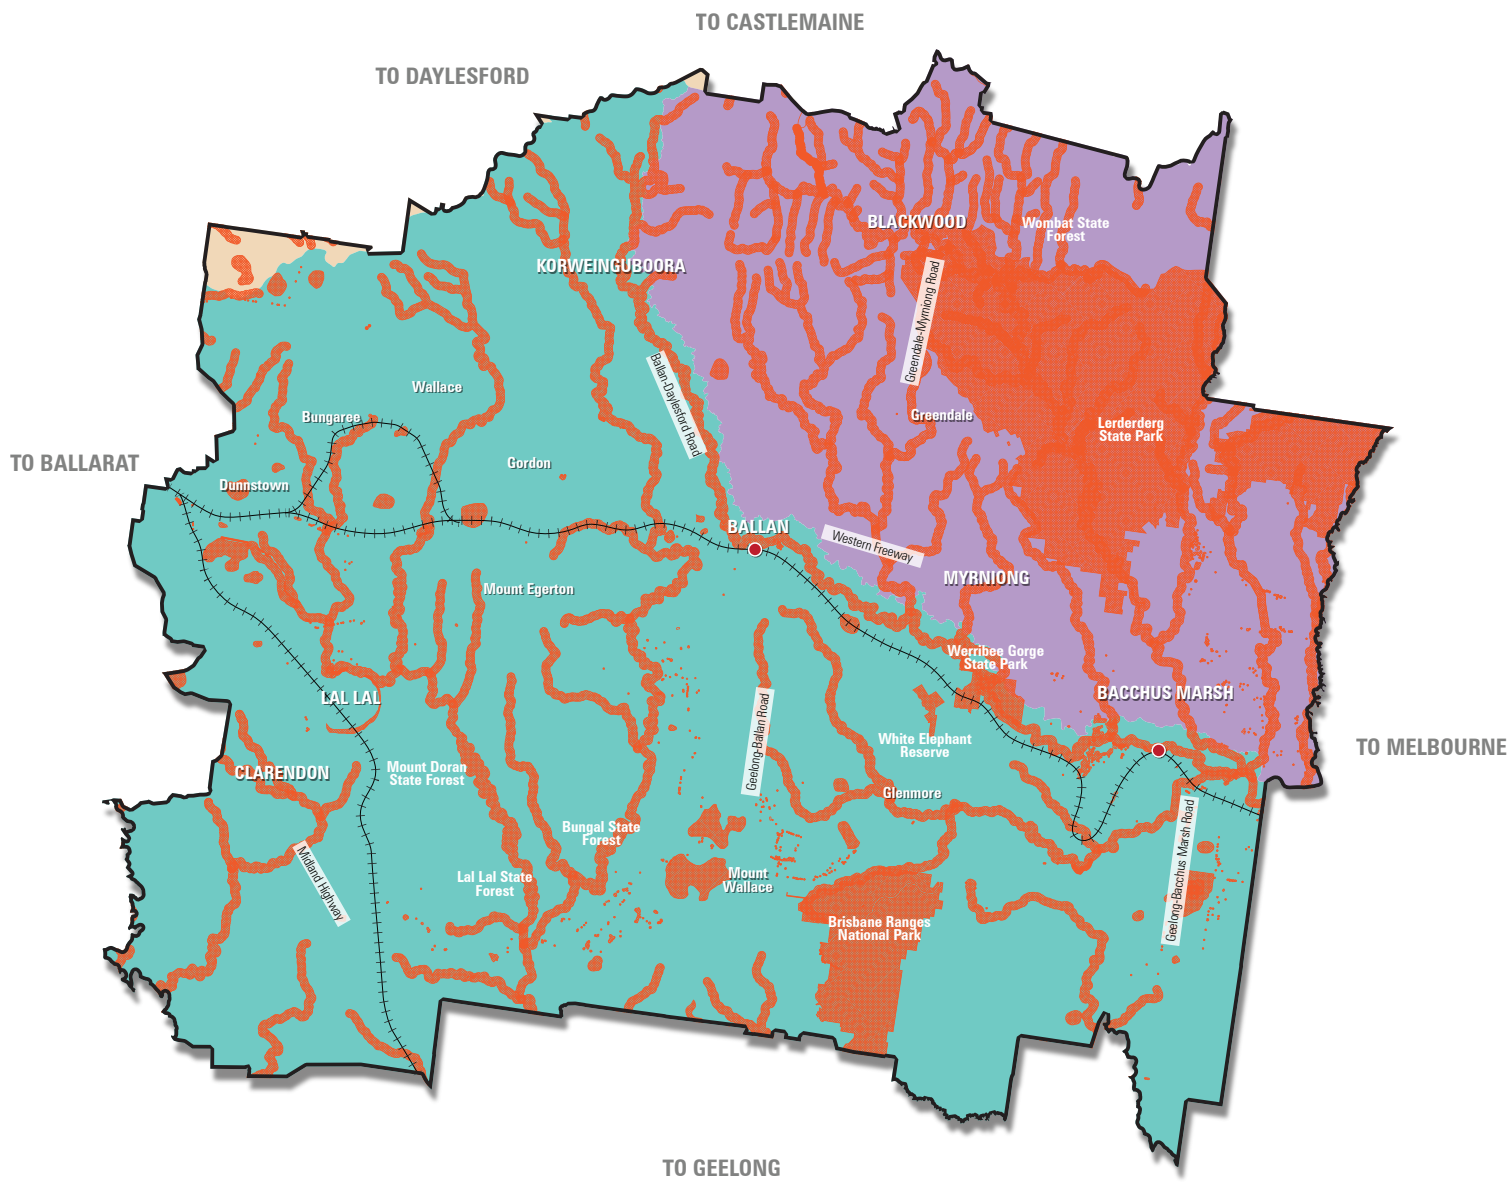 TO CASTLEMAINE
TO DAYLESFORD
BLACKWOOD
Wombat State
Forest
KORWEINGUBOORA
Greendale-Myrniong Road
Ballan-Daylesford Road
Wallace
Bungaree
Greendale
Lerderderg
State Park
TO BALLARAT
Gordon
Dunnstown
BALLAN
Western Freeway
MYRNIONG
Mount Egerton
Werribee Gorge
State Park
LAL LAL
BACCHUS MARSH
Geelong-Ballan Road
White Elephant
Reserve
TO MELBOURNE
CLARENDON
Mount Doran
State Forest
Glenmore
Bungal State
Forest
Geelong-Bacchus Marsh Road
Midland Highway
Lal Lal State
Forest
Mount
Wallace
Brisbane Ranges
National Park
TO GEELONG